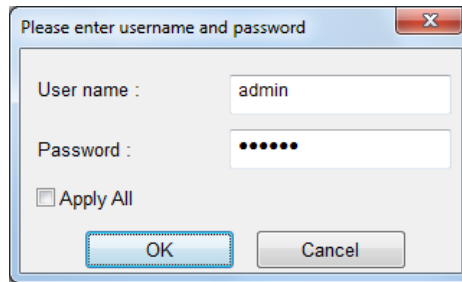 Please enter username and password
User name :
admin
Password :
••••••
Apply All
OK
Cancel